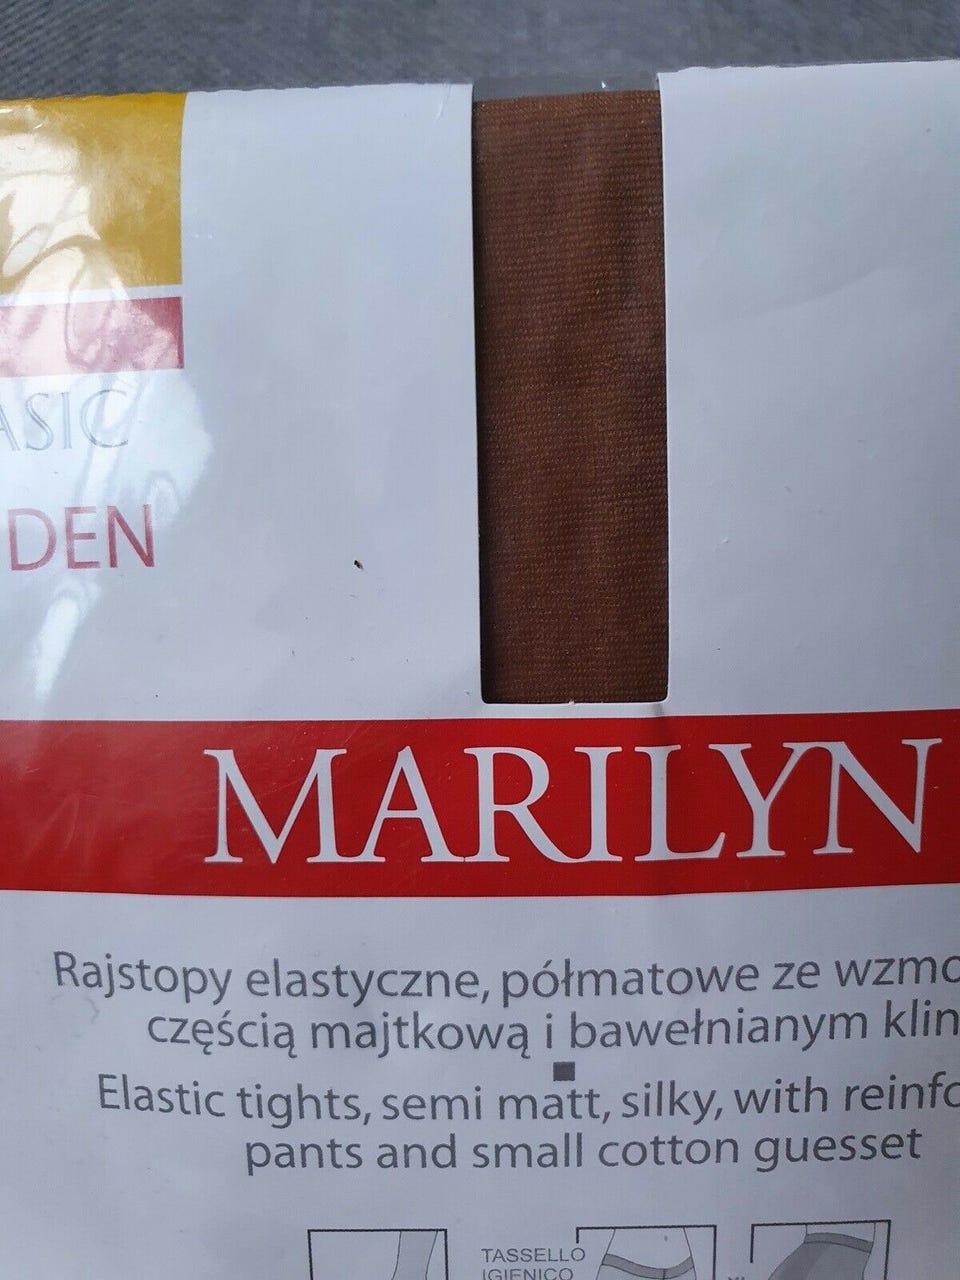 ASIC
DEN
MARILYN
Rajstopy elastyczne, półmatowe ze wzmo
częścią majtkową i bawełnianym klin
Elastic tights, semi matt, silky, with reinfo
pants and small cotton guesset
TASSELLO
IGIENICO